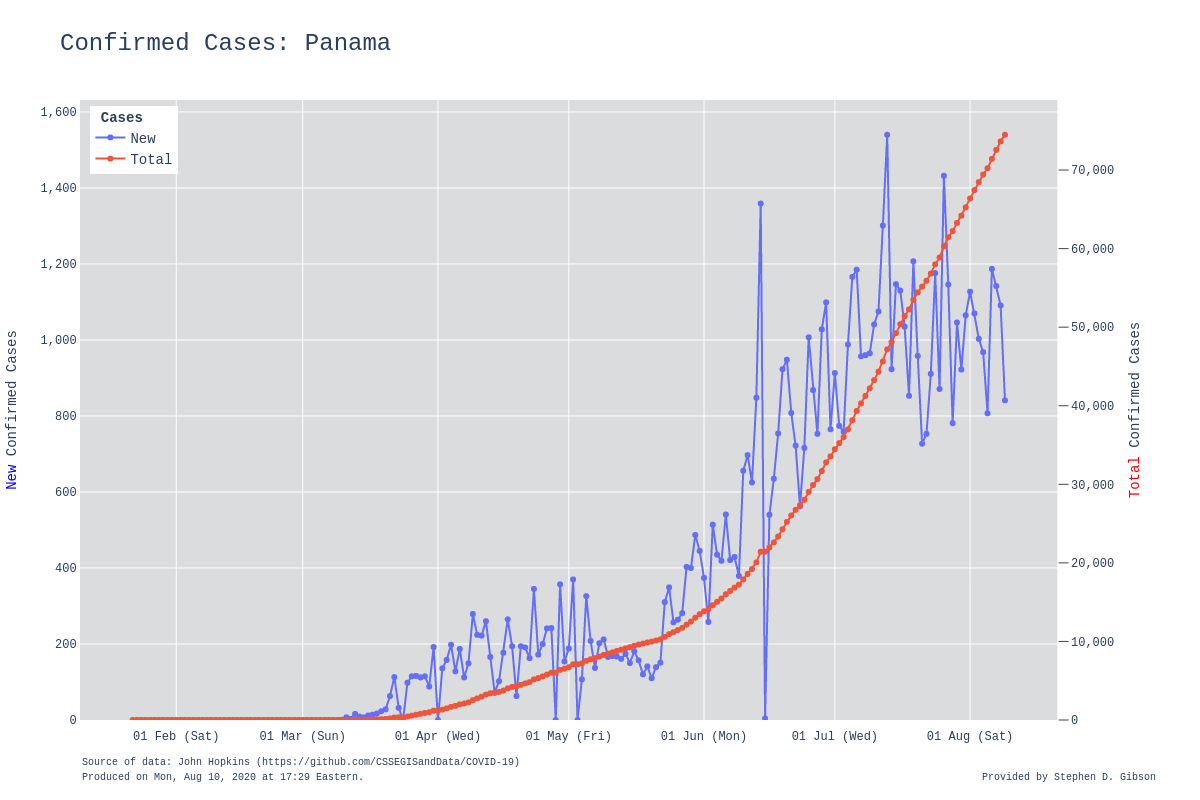 Confirmed Cases: Panama
Cases
New
Total
1,600
1,400
1,200
1,000
800
600
400
200
0
New Confirmed Cases
70,000
60,000
50,000
40,000
30,000
20,000
10,000
0
Total Confirmed Cases
01 Feb (Sat)
01 Mar (Sun)
01 Apr (Wed)
01 May (Fri)
01 Jun (Mon)
01 Jul (Wed)
01 Aug (Sat)
Source of data: John Hopkins (https://github.com/CSSEGISandData/COVID-19)
Produced on Mon, Aug 10, 2020 at 17:29 Eastern.
Provided by Stephen D. Gibson